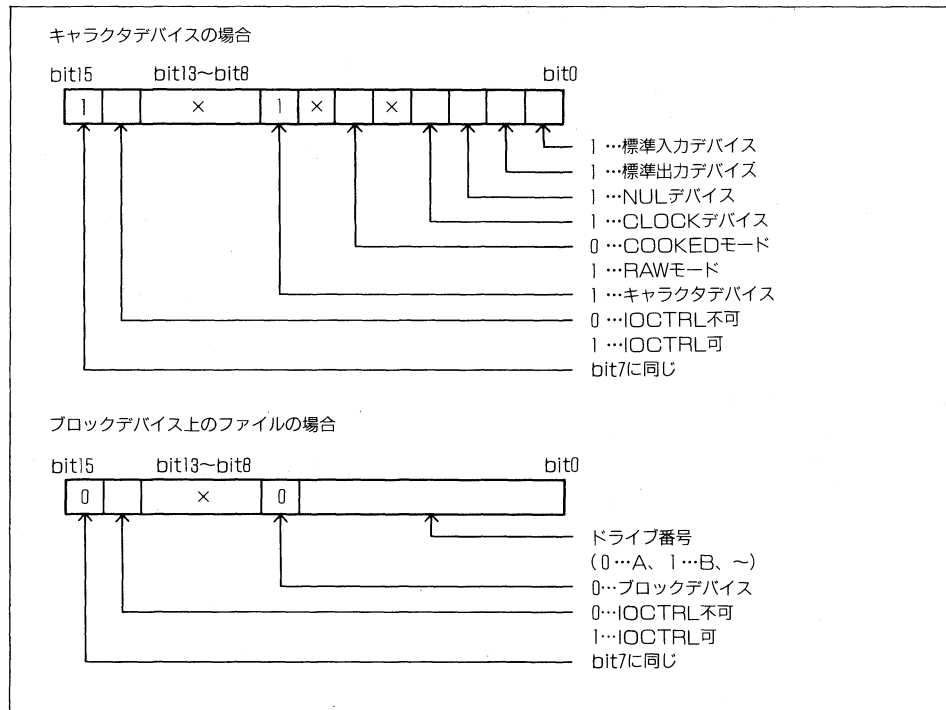 キャラクタデバイスの場合
bit15 bit13~bit8 bit0
1 × 1 × ×
1…標準入力デバイス
1…標準出力デバイズ
1…NULデバイス
1…CLOCKデバイス
0…COOKEDモード
1…RAWモード
1…キャラクタデバイス
0…IOCTRL不可
1…IOCTRL可
bit7に同じ
ブロックデバイス上のファイルの場合
bit15 bit13~bit8 bit0
0 × 0
ドライブ番号
(0…A、1…B、~)
0…ブロックデバイス
0…IOCTRL不可
1…IOCTRL可
bit7に同じ